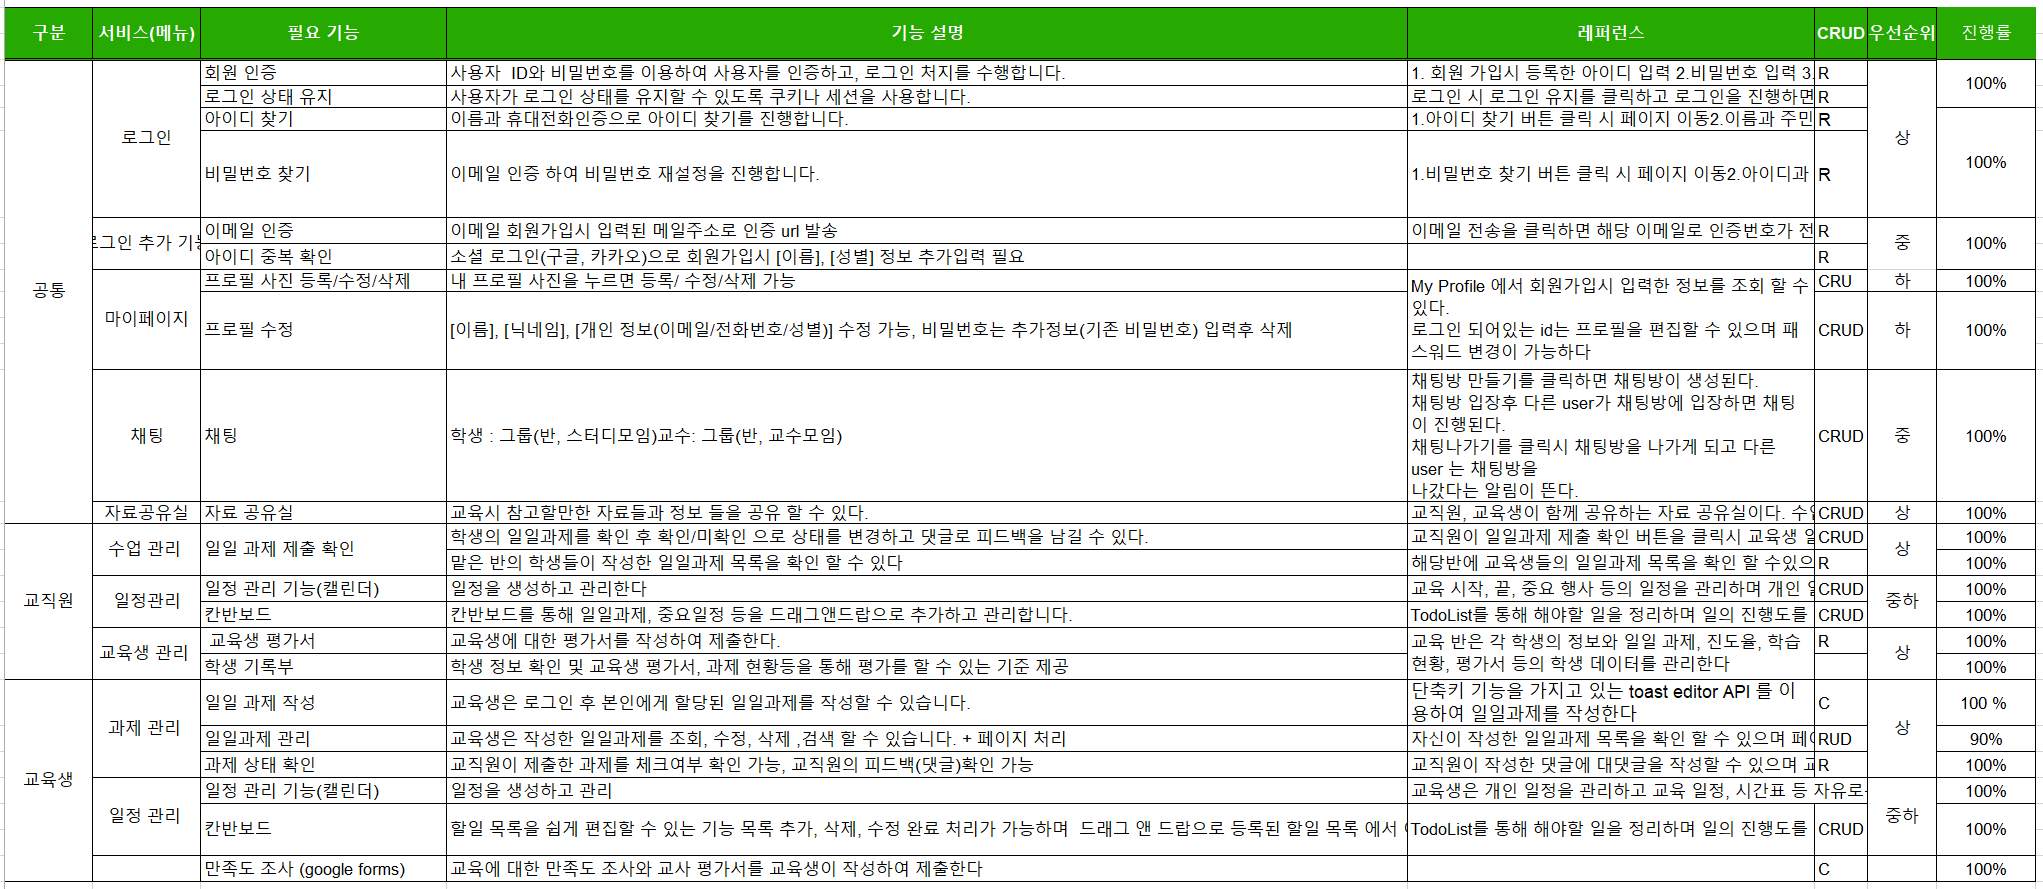 구분 서비스(메뉴) 필요 기능 기능 설명 레퍼런스 CRUD 우선순위 진행률
공통
로그인
회원 인증 사용자  ID와 비밀번호를 이용하여 사용자를 인증하고, 로그인 처지를 수행합니다. 1. 회원 가입시 등록한 아이디 입력 2.비밀번호 입력 3. R 상 100%
로그인 상태 유지 사용자가 로그인 상태를 유지할 수 있도록 쿠키나 세션을 사용합니다. 로그인 시 로그인 유지를 클릭하고 로그인을 진행하면 R
아이디 찾기 이름과 휴대전화인증으로 아이디 찾기를 진행합니다. 1.아이디 찾기 버튼 클릭 시 페이지 이동2.이름과 주민 R 100%
비밀번호 찾기 이메일 인증 하여 비밀번호 재설정을 진행합니다. 1.비밀번호 찾기 버튼 클릭 시 페이지 이동2.아이디과 R
로그인 추가 기능
이메일 인증 이메일 회원가입시 입력된 메일주소로 인증 url 발송 이메일 전송을 클릭하면 해당 이메일로 인증번호가 전 R 중 100%
아이디 중복 확인 소셜 로그인(구글, 카카오)으로 회원가입시 [이름], [성별] 정보 추가입력 필요 R
마이페이지
프로필 사진 등록/수정/삭제 내 프로필 사진을 누르면 등록/ 수정/삭제 가능 CRU 하 100%
프로필 수정 [이름], [닉네임], [개인 정보(이메일/전화번호/성별)] 수정 가능, 비밀번호는 추가정보(기존 비밀번호) 입력후 삭제 CRUD 하 100%
My Profile 에서 회원가입시 입력한 정보를 조회 할 수
있다.
로그인 되어있는 id는 프로필을 편집할 수 있으며 패
스워드 변경이 가능하다
채팅 채팅 학생 : 그룹(반, 스터디모임)교수: 그룹(반, 교수모임)
채팅방 만들기를 클릭하면 채팅방이 생성된다.
채팅방 입장후 다른 user가 채팅방에 입장하면 채팅
이 진행된다.
채팅나가기를 클릭시 채팅방을 나가게 되고 다른
user 는 채팅방을
나갔다는 알림이 뜬다.
CRUD 중 100%
자료공유실 자료 공유실 교육시 참고할만한 자료들과 정보 들을 공유 할 수 있다. 교직원, 교육생이 함께 공유하는 자료 공유실이다. 수업 CRUD 상 100%
교직원
수업 관리 일일 과제 제출 확인 학생의 일일과제를 확인 후 확인/미확인 으로 상태를 변경하고 댓글로 피드백을 남길 수 있다. 교직원이 일일과제 제출 확인 버튼을 클릭시 교육생 일 CRUD 상 100%
맡은 반의 학생들이 작성한 일일과제 목록을 확인 할 수 있다 해당반에 교육생들의 일일과제 목록을 확인 할 수있으 R 100%
일정관리
일정 관리 기능(캘린더) 일정을 생성하고 관리한다 교육 시작, 끝, 중요 행사 등의 일정을 관리하며 개인 일 CRUD 중하 100%
칸반보드 칸반보드를 통해 일일과제, 중요일정 등을 드래그앤드랍으로 추가하고 관리합니다. TodoList를 통해 해야할 일을 정리하며 일의 진행도를 CRUD 100%
교육생 관리
교육생 평가서 교육생에 대한 평가서를 작성하여 제출한다. R 상 100%
학생 기록부 학생 정보 확인 및 교육생 평가서, 과제 현황등을 통해 평가를 할 수 있는 기준 제공 100%
교육 반은 각 학생의 정보와 일일 과제, 진도율, 학습
현황, 평가서 등의 학생 데이터를 관리한다
교육생
과제 관리
일일 과제 작성 교육생은 로그인 후 본인에게 할당된 일일과제를 작성할 수 있습니다.
단축키 기능을 가지고 있는 toast editor API 를 이
용하여 일일과제를 작성한다
C 상 100 %
일일과제 관리 교육생은 작성한 일일과제를 조회, 수정, 삭제 ,검색 할 수 있습니다. + 페이지 처리 자신이 작성한 일일과제 목록을 확인 할 수 있으며 페이 RUD 90%
과제 상태 확인 교직원이 제출한 과제를 체크여부 확인 가능, 교직원의 피드백(댓글)확인 가능 교직원이 작성한 댓글에 대댓글을 작성할 수 있으며 교 R 100%
일정 관리
일정 관리 기능(캘린더) 일정을 생성하고 관리 교육생은 개인 일정을 관리하고 교육 일정, 시간표 등 자유로 중하 100%
칸반보드 할일 목록을 쉽게 편집할 수 있는 기능 목록 추가, 삭제, 수정 완료 처리가 가능하며  드래그 앤 드랍으로 등록된 할일 목록 에서 TodoList를 통해 해야할 일을 정리하며 일의 진행도를 CRUD 100%
만족도 조사 (google forms) 교육에 대한 만족도 조사와 교사 평가서를 교육생이 작성하여 제출한다 C 100%